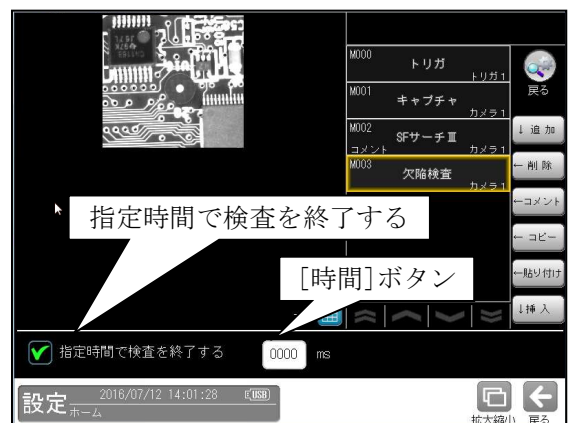 M000
トリガ
トリガ1
M001
キャプチャ
カメラ1
M002
SFサーチⅢ
コメント
カメラ1
M003
欠陥検査
カメラ1
戻る
↓追加
←削除
←コメント
←コピー
←貼り付け
↓挿入
指定時間で検査を終了する
[時間]ボタン
指定時間で検査を終了する
0000 ms
設定
2016/07/12 14:01:28
USB
ホーム
拡大縮小
戻る